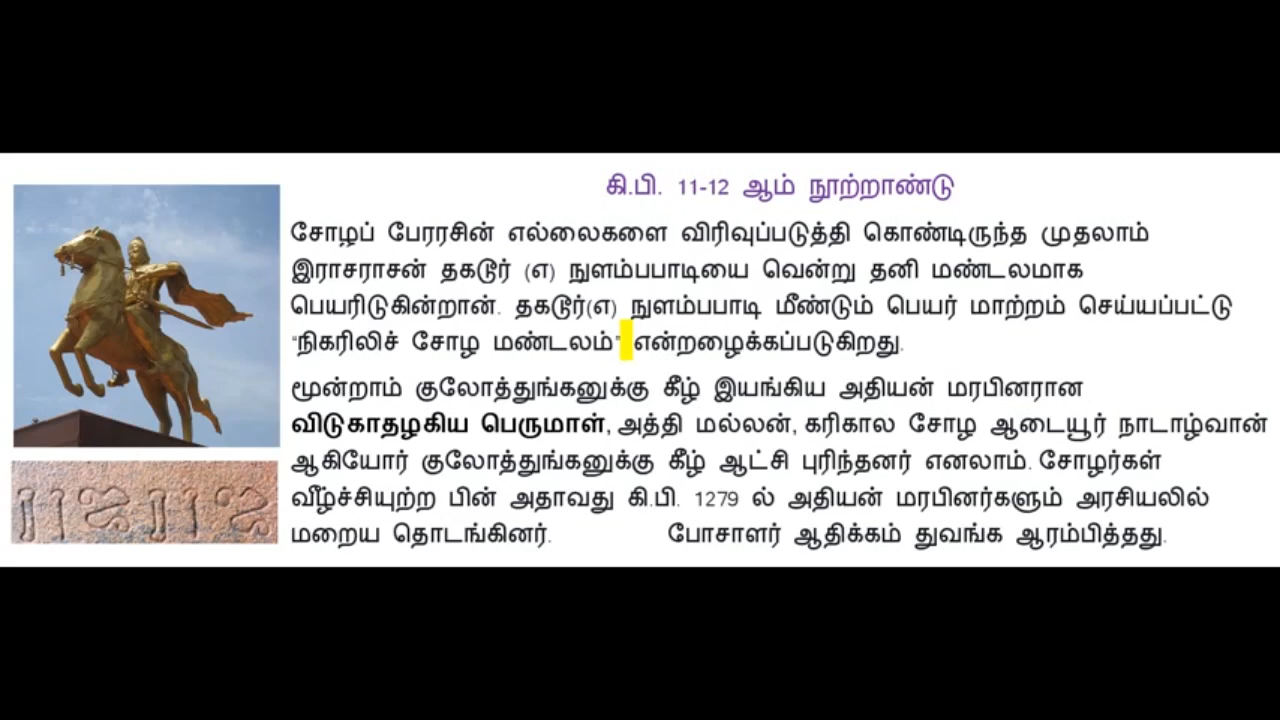 கி.பி. 11-12 ஆம் நூற்றாண்டு
சோழப் பேரரசின் எல்லைகளை விரிவுப்படுத்தி கொண்டிருந்த முதலாம்
இராசராசன் தகடூர் (எ) நுளம்பபாடியை வென்று தனி மண்டலமாக
பெயரிடுகின்றான். தகடூர்(எ) நுளம்பபாடி மீண்டும் பெயர் மாற்றம் செய்யப்பட்டு
"நிகரிலிச் சோழ மண்டலம்" என்றழைக்கப்படுகிறது.
மூன்றாம் குலோத்துங்கனுக்கு கீழ் இயங்கிய அதியன் மரபினரான
விடுகாதழகிய பெருமாள், அத்தி மல்லன், கரிகால சோழ ஆடையூர் நாடாழ்வான்
ஆகியோர் குலோத்துங்கனுக்கு கீழ் ஆட்சி புரிந்தனர் எனலாம். சோழர்கள்
வீழ்ச்சியுற்ற பின் அதாவது கி.பி. 1279 ல் அதியன் மரபினர்களும் அரசியலில்
மறைய தொடங்கினர். போசாளர் ஆதிக்கம் துவங்க ஆரம்பித்தது.